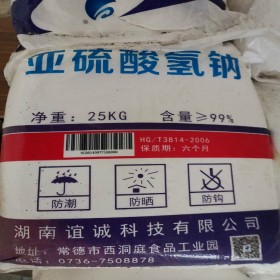 亚硫酸氢钠
净重：25KG 含量≥99%
HG/T3814-2006
保质期：六个月
防潮 防晒 防钩
湖南谊诚科技有限公司
地址：常德市西洞庭食品工业园
电话：0736-7508878